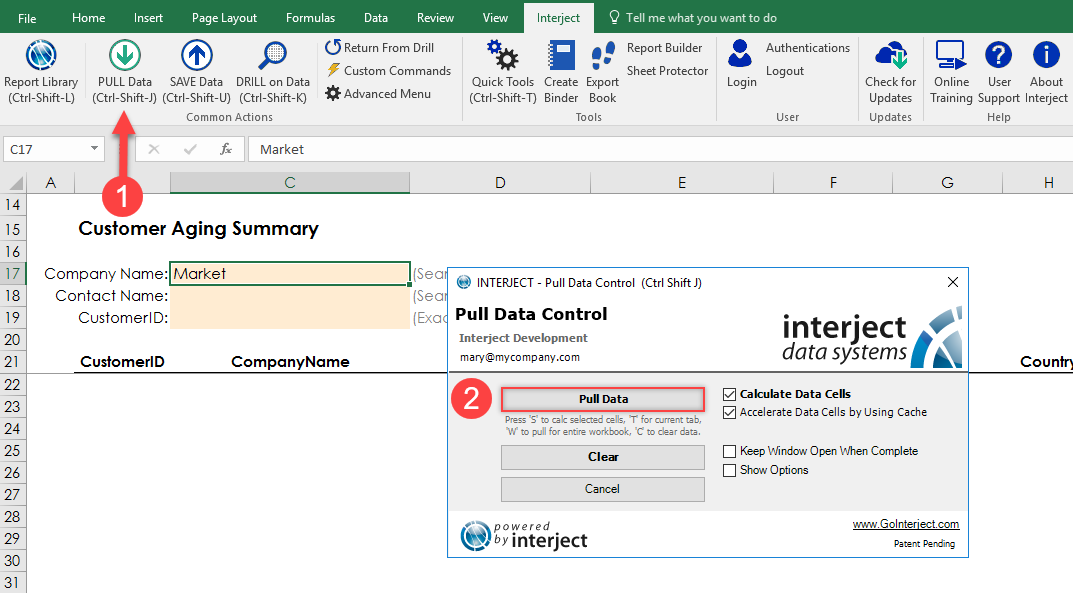 File Home Insert Page Layout Formulas Data Review View Interject Tell me what you want to do
Report Library
(Ctrl-Shift-L)
PULL Data
(Ctrl-Shift-J)
SAVE Data
(Ctrl-Shift-U)
DRILL on Data
(Ctrl-Shift-K)
Return From Drill
Custom Commands
Advanced Menu
Common Actions
Quick Tools
(Ctrl-Shift-T)
Create
Binder
Export
Book
Report Builder
Sheet Protector
Tools
Login
Authentications
Logout
User
Check for
Updates
Updates
Online
Training
User
Support
About
Interject
Help
1
C17 fx Market
A C D E F G H
14
15 Customer Aging Summary
16
17 Company Name: Market (Sear
18 Contact Name: (Sear
19 CustomerID: (Exac
20
21 CustomerID CompanyName Country
22
23
24
25
26
27
28
29
30
31
INTERJECT - Pull Data Control (Ctrl Shift J)
Pull Data Control
Interject Development
mary@mycompany.com
interject
data systems
2
Pull Data
Press 'S' to calc selected cells, 'T' for current tab,
'W' to pull for entire workbook, 'C' to clear data.
Clear
Cancel
Calculate Data Cells
Accelerate Data Cells by Using Cache
Keep Window Open When Complete
Show Options
powered
by interject
www.GoInterject.com
Patent Pending